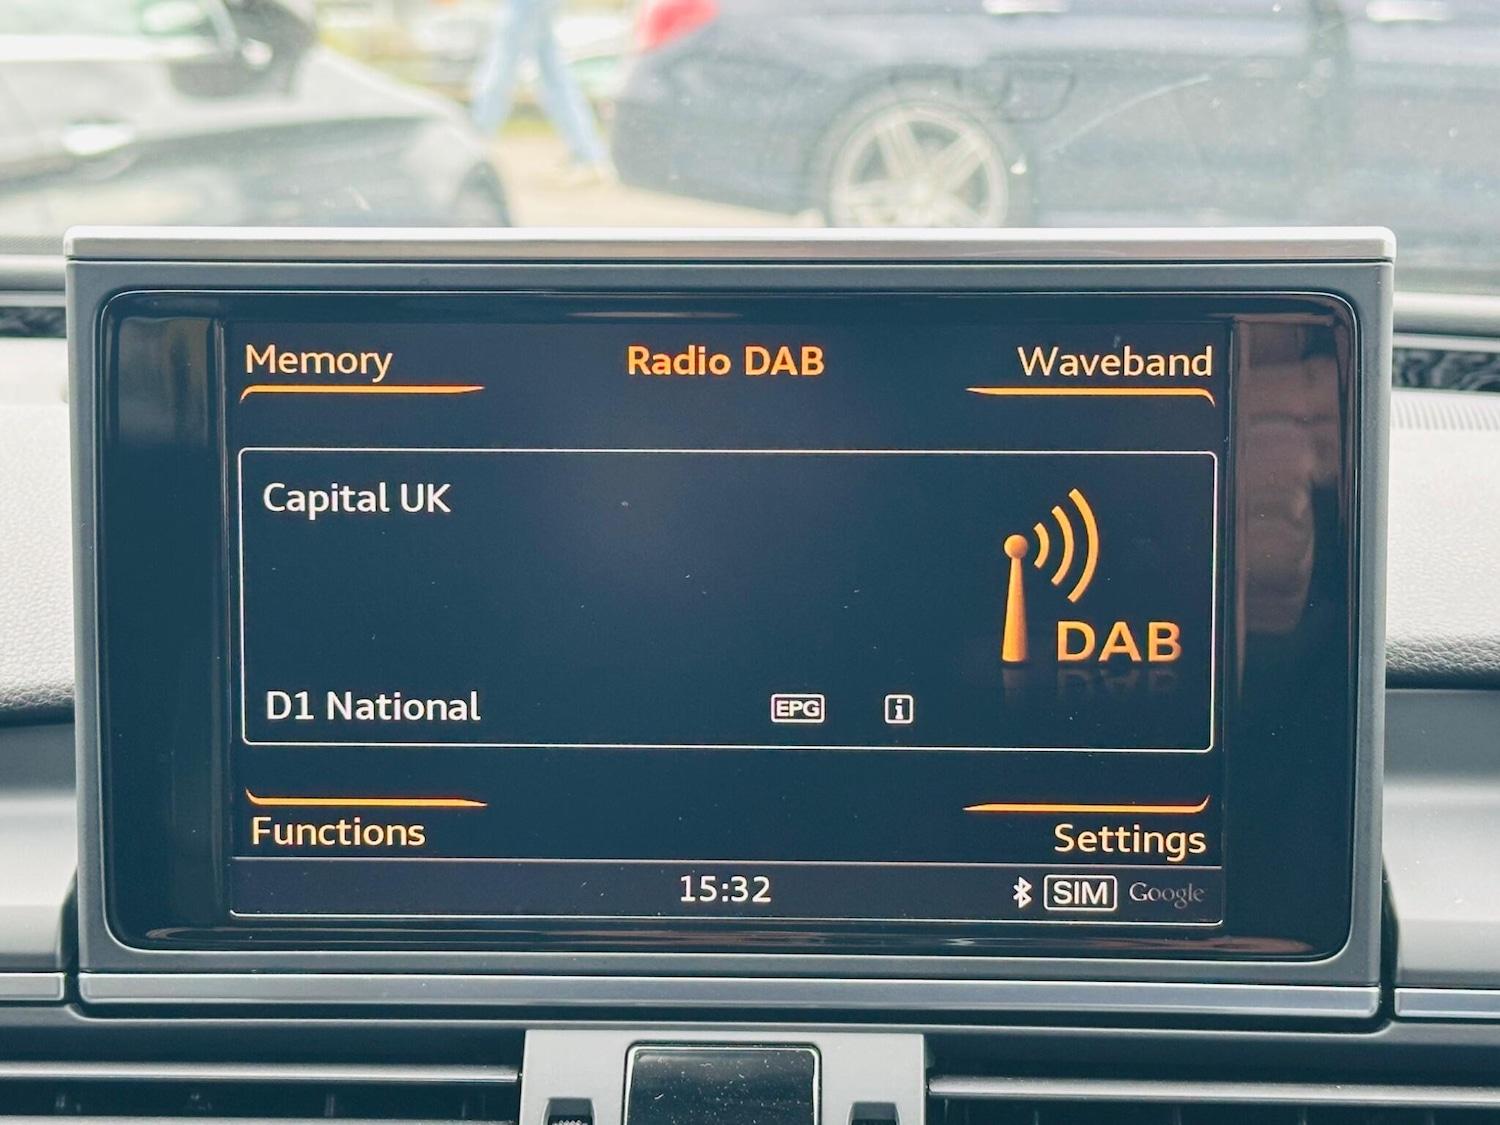 Memory Radio DAB Waveband
Capital UK
DAB
D1 National EPG i
Functions Settings
15:32 SIM Google